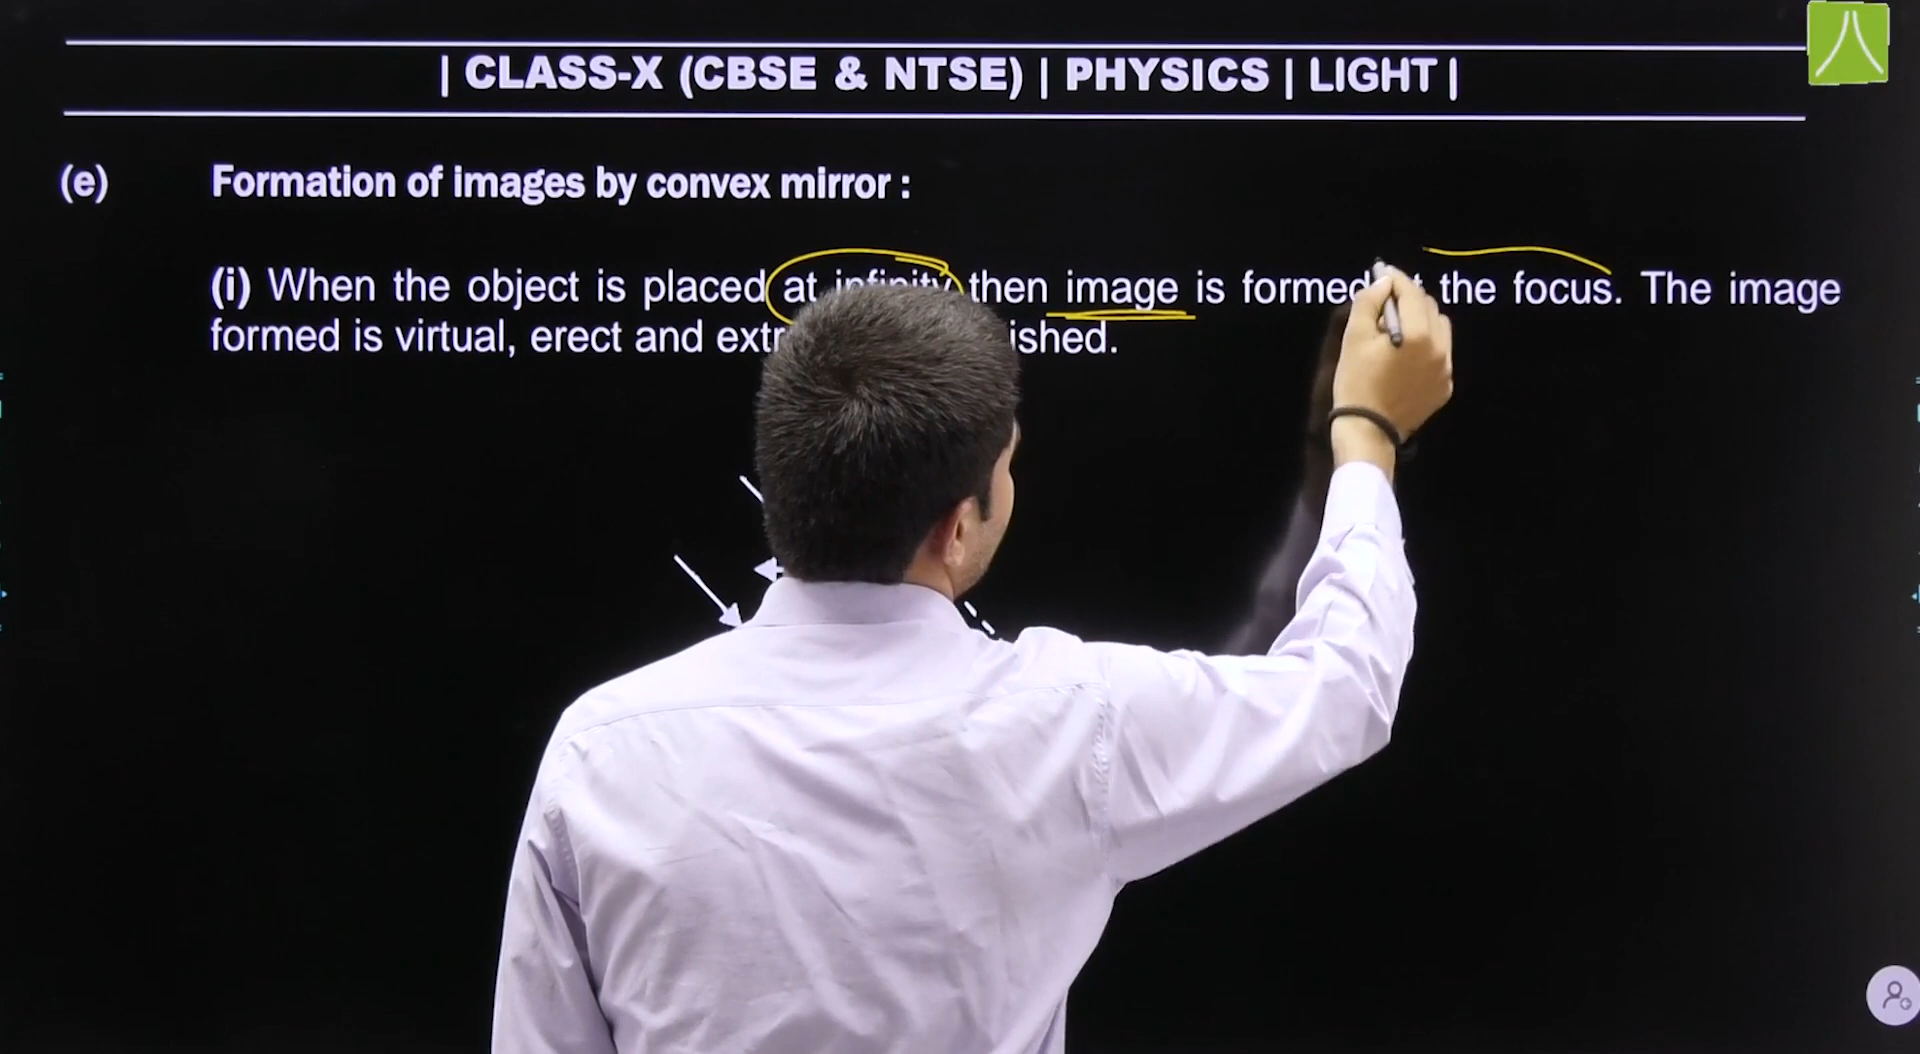 | CLASS-X (CBSE & NTSE) | PHYSICS | LIGHT |
(e) Formation of images by convex mirror :
(i) When the object is placed at infinity then image is formed the focus. The image
formed is virtual, erect and